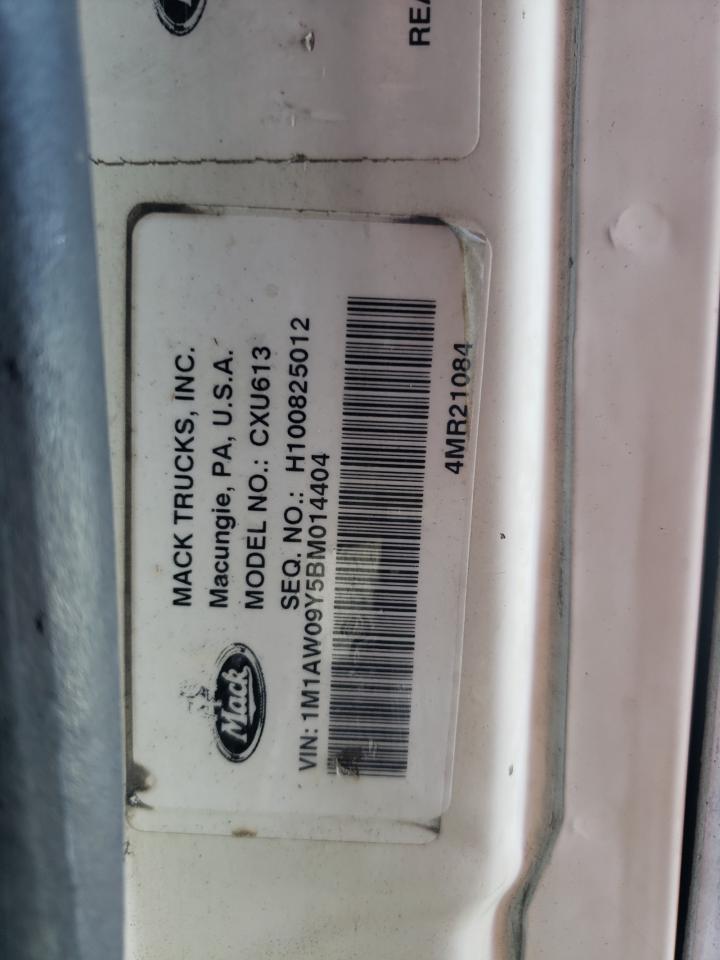 REA
MACK TRUCKS, INC.
Macungie, PA, U.S.A.
MODEL NO.: CXU613
SEQ. NO.: H100825012
Mack
VIN: 1M1AW09Y5BM014404
4MR21084